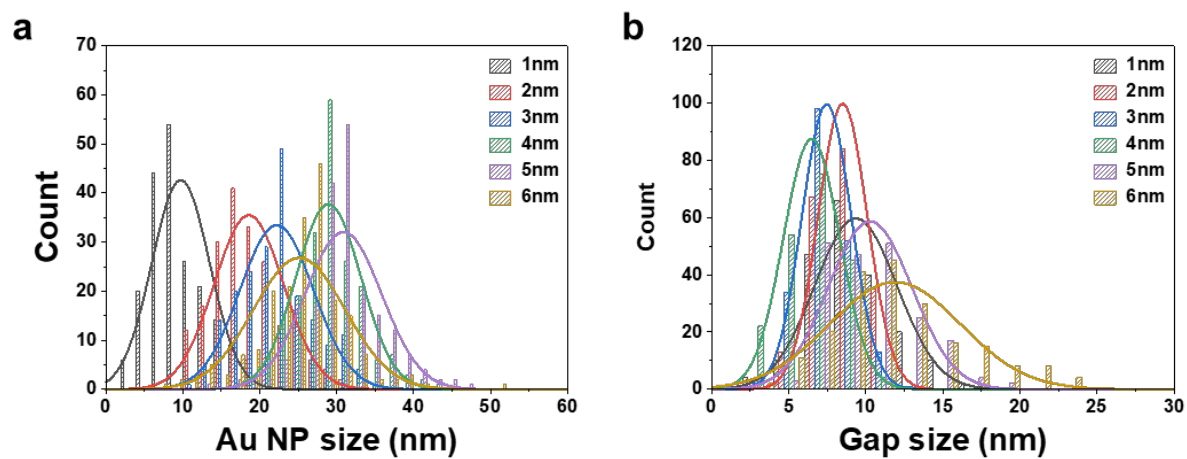 a
70
60
50
40
30
20
10
0
Count
0 10 20 30 40 50 60
Au NP size (nm)
1nm
2nm
3nm
4nm
5nm
6nm
b
120
100
80
60
40
20
0
Count
0 5 10 15 20 25 30
Gap size (nm)
1nm
2nm
3nm
4nm
5nm
6nm